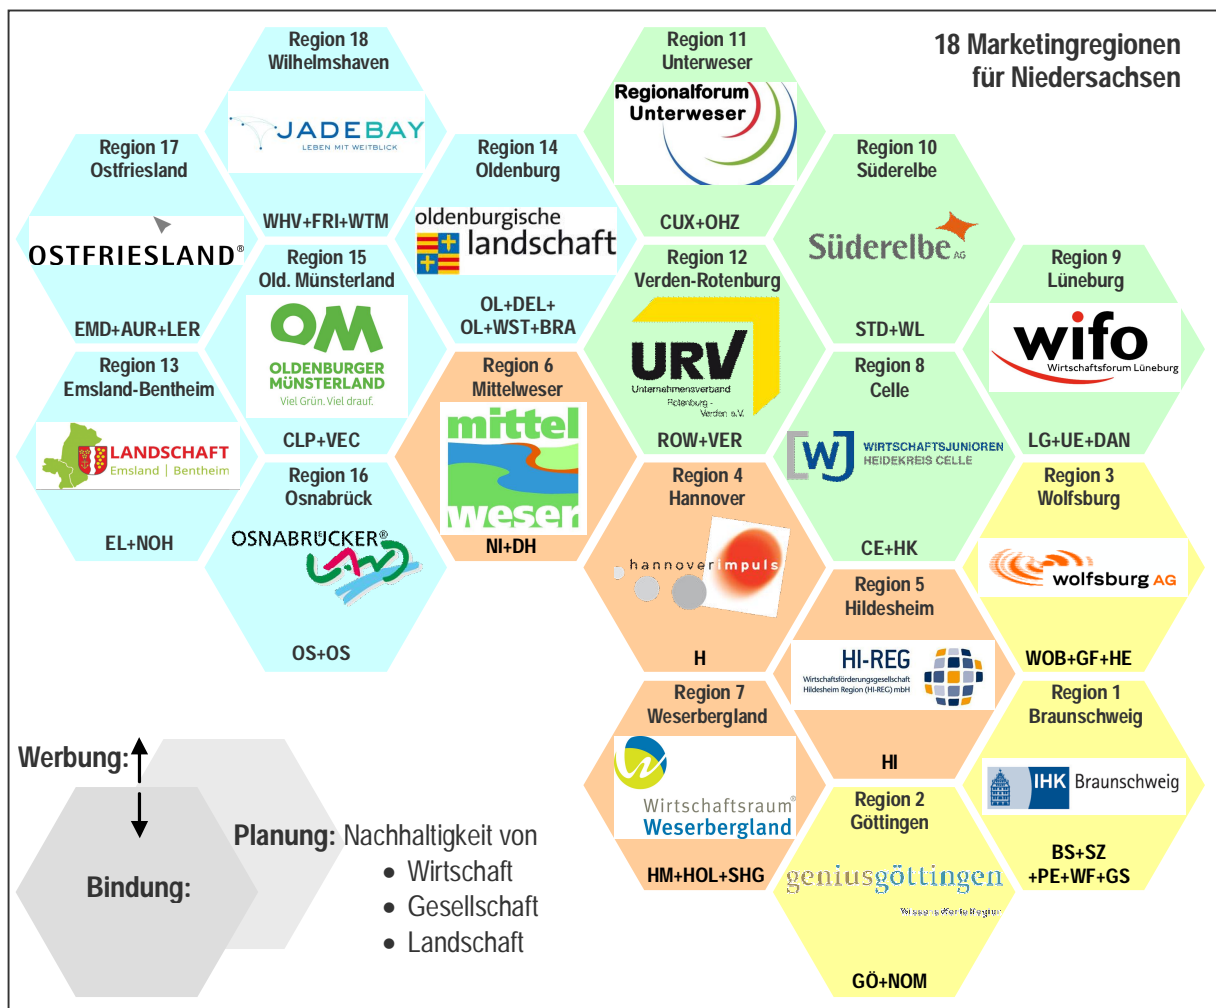 18 Marketingregionen
für Niedersachsen
Region 18
Wilhelmshaven
JADEBAY
LEBEN MIT WEITBLICK
WHV+FRI+WTM
Region 11
Unterweser
Regionalforum
Unterweser
CUX+OHZ
Region 17
Ostfriesland
OSTFRIESLAND®
EMD+AUR+LER
Region 14
Oldenburg
oldenburgische
landschaft
OL+DEL+
OL+WST+BRA
Region 10
Süderelbe
Süderelbe AG
STD+WL
Region 15
Old. Münsterland
OM
OLDENBURGER
MÜNSTERLAND
Viel Grün. Viel drauf.
CLP+VEC
Region 12
Verden-Rotenburg
URV
Unternehmensverband
Rotenburg -
Verden e.V.
ROW+VER
Region 9
Lüneburg
wifo
Wirtschaftsforum Lüneburg
LG+UE+DAN
Region 13
Emsland-Bentheim
LANDSCHAFT
Emsland | Bentheim
EL+NOH
Region 6
Mittelweser
mittel
weser
NI+DH
Region 8
Celle
WJ
WIRTSCHAFTSJUNIOREN
HEIDEKREIS CELLE
CE+HK
Region 16
Osnabrück
OSNABRÜCKER®
LAND
OS+OS
Region 4
Hannover
hannoverimpuls
H
Region 3
Wolfsburg
wolfsburg AG
WOB+GF+HE
Region 5
Hildesheim
HI-REG
Wirtschaftsförderungsgesellschaft
Hildesheim Region (HI-REG) mbH
HI
Region 7
Weserbergland
Wirtschaftsraum®
Weserbergland
HM+HOL+SHG
Region 1
Braunschweig
IHK Braunschweig
BS+SZ
+PE+WF+GS
Region 2
Göttingen
geniusgöttingen
GÖ+NOM
Werbung:
Bindung:
Planung: Nachhaltigkeit von
• Wirtschaft
• Gesellschaft
• Landschaft